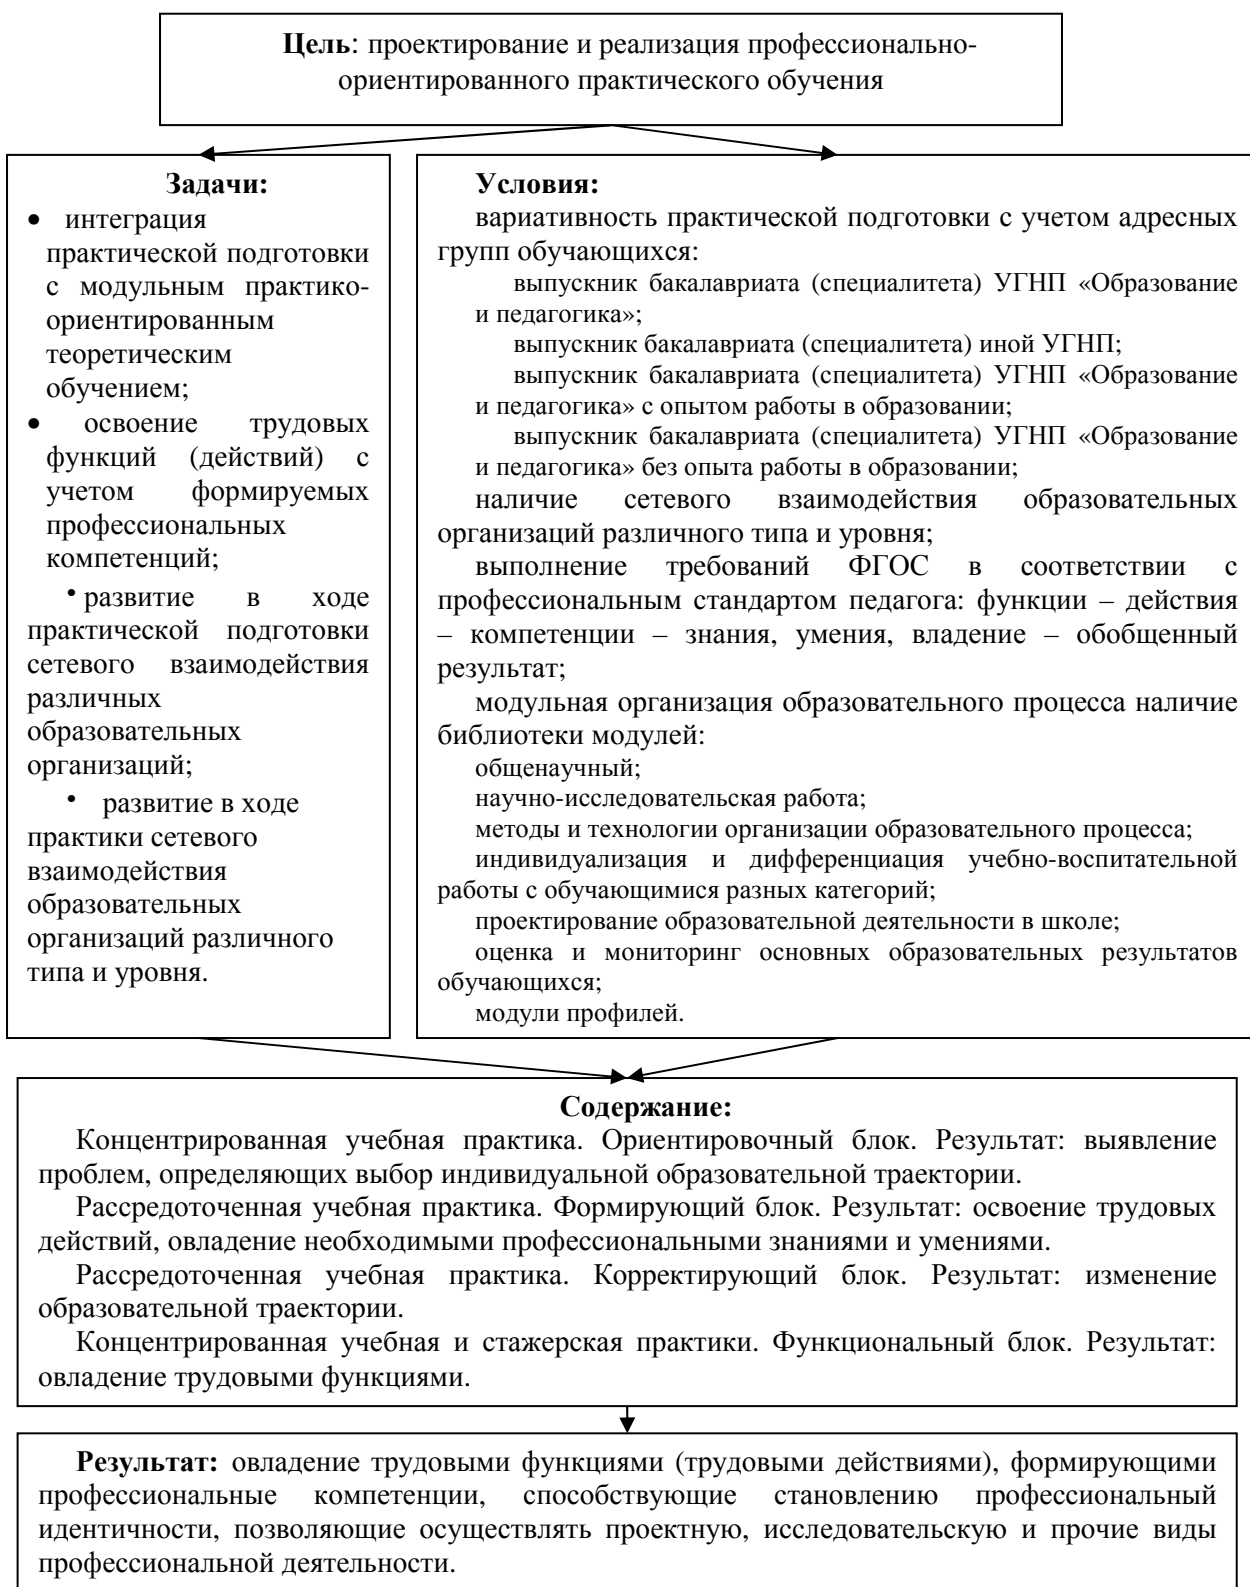 Цель: проектирование и реализация профессионально-
ориентированного практического обучения
Задачи:
• интеграция
практической подготовки
с модульным практико-
ориентированным
теоретическим
обучением;
• освоение трудовых
функций (действий) с
учетом формируемых
профессиональных
компетенций;
• развитие в ходе
практической подготовки
сетевого взаимодействия
различных
образовательных
организаций;
• развитие в ходе
практики сетевого
взаимодействия
образовательных
организаций различного
типа и уровня.
Условия:
вариативность практической подготовки с учетом адресных
групп обучающихся:
выпускник бакалавриата (специалитета) УГНП «Образование
и педагогика»;
выпускник бакалавриата (специалитета) иной УГНП;
выпускник бакалавриата (специалитета) УГНП «Образование
и педагогика» с опытом работы в образовании;
выпускник бакалавриата (специалитета) УГНП «Образование
и педагогика» без опыта работы в образовании;
наличие сетевого взаимодействия образовательных
организаций различного типа и уровня;
выполнение требований ФГОС в соответствии с
профессиональным стандартом педагога: функции – действия
– компетенции – знания, умения, владение – обобщенный
результат;
модульная организация образовательного процесса наличие
библиотеки модулей:
общенаучный;
научно-исследовательская работа;
методы и технологии организации образовательного процесса;
индивидуализация и дифференциация учебно-воспитательной
работы с обучающимися разных категорий;
проектирование образовательной деятельности в школе;
оценка и мониторинг основных образовательных результатов
обучающихся;
модули профилей.
Содержание:
Концентрированная учебная практика. Ориентировочный блок. Результат: выявление
проблем, определяющих выбор индивидуальной образовательной траектории.
Рассредоточенная учебная практика. Формирующий блок. Результат: освоение трудовых
действий, овладение необходимыми профессиональными знаниями и умениями.
Рассредоточенная учебная практика. Корректирующий блок. Результат: изменение
образовательной траектории.
Концентрированная учебная и стажерская практики. Функциональный блок. Результат:
овладение трудовыми функциями.
Результат: овладение трудовыми функциями (трудовыми действиями), формирующими
профессиональные компетенции, способствующие становлению профессиональный
идентичности, позволяющие осуществлять проектную, исследовательскую и прочие виды
профессиональной деятельности.